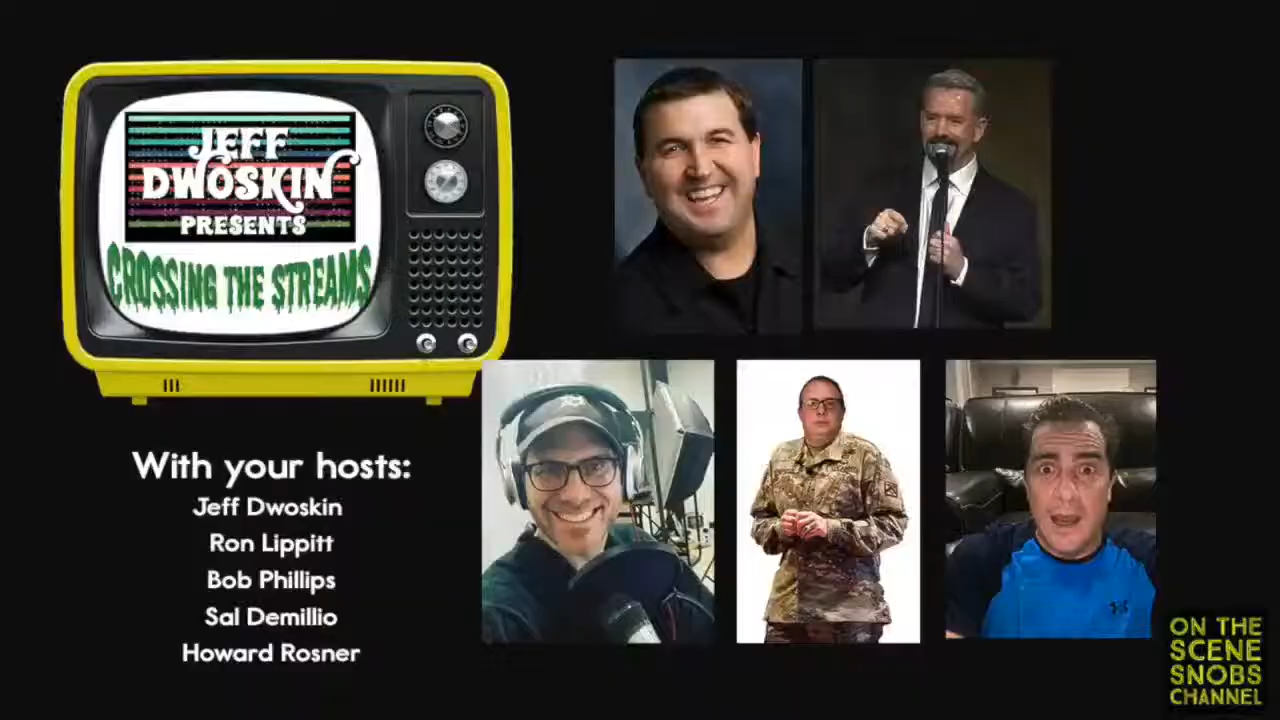 JEFF
DWOSKIN
PRESENTS
CROSSING THE STREAMS
With your hosts:
Jeff Dwoskin
Ron Lippitt
Bob Phillips
Sal Demillio
Howard Rosner
ON THE
SCENE
SNOBS
CHANNEL